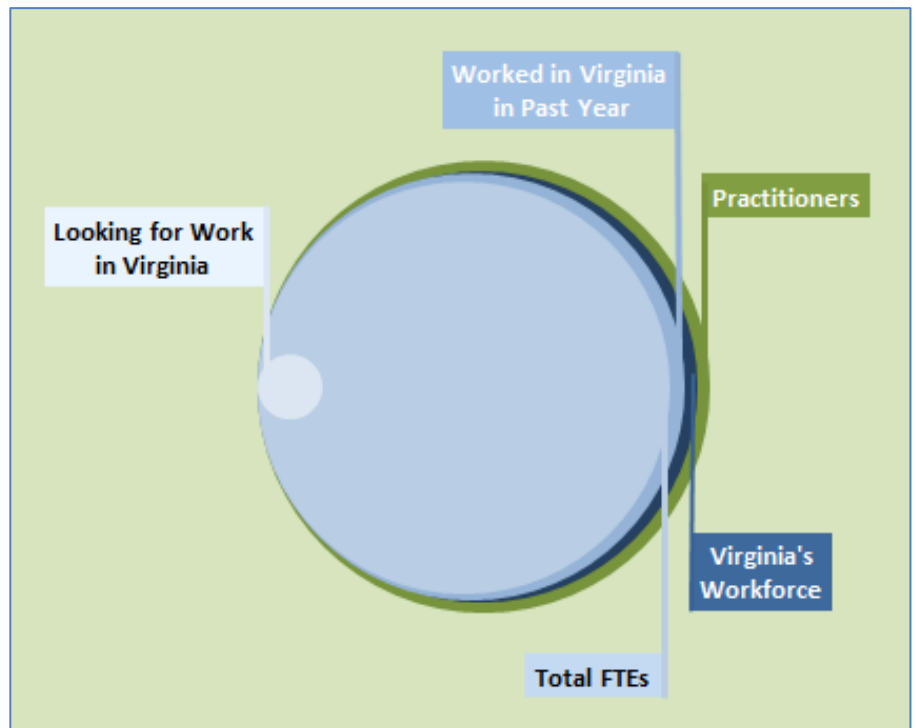 Worked in Virginia
in Past Year
Practitioners
Looking for Work
in Virginia
Virginia's
Workforce
Total FTEs